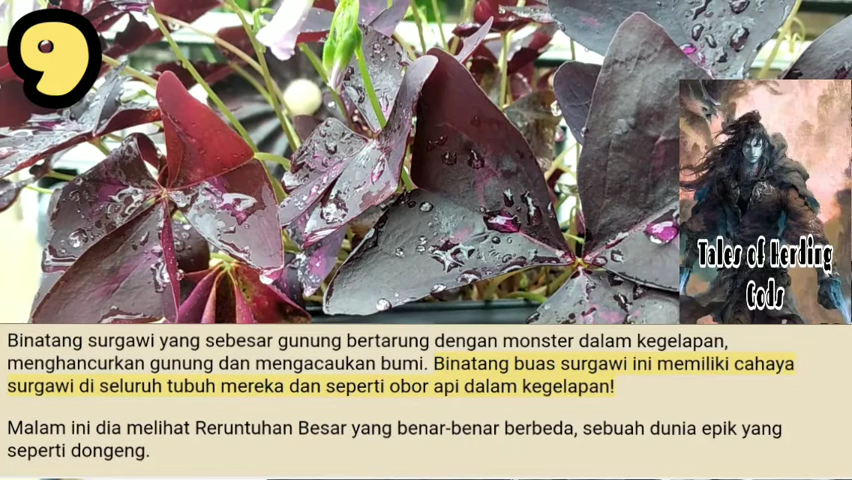 9
Tales of Herding
Gods
Binatang surgawi yang sebesar gunung bertarung dengan monster dalam kegelapan,
menghancurkan gunung dan mengacaukan bumi. Binatang buas surgawi ini memiliki cahaya
surgawi di seluruh tubuh mereka dan seperti obor api dalam kegelapan!
Malam ini dia melihat Reruntuhan Besar yang benar-benar berbeda, sebuah dunia epik yang
seperti dongeng.